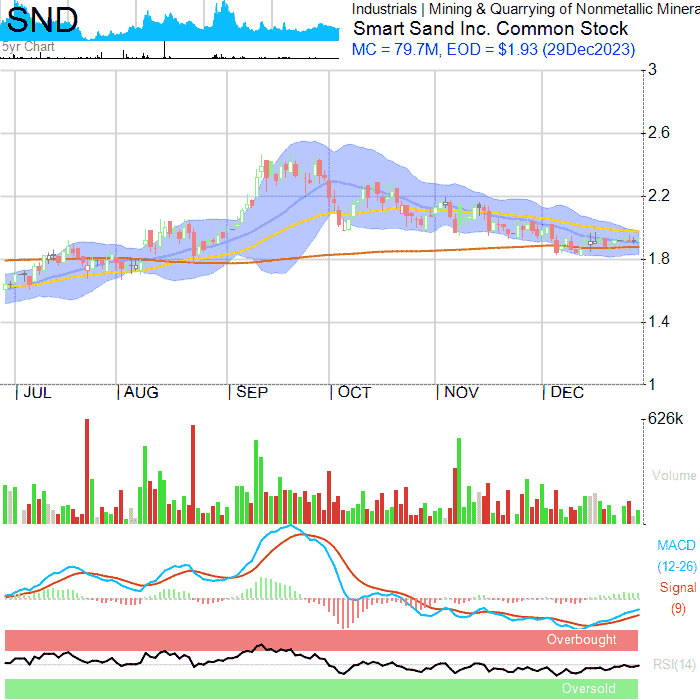 SND
Industrials | Mining & Quarrying of Nonmetallic Minera
Smart Sand Inc. Common Stock
5yr Chart
MC = 79.7M, EOD = $1.93 (29Dec2023)
3
2.6
2.2
1.8
1.4
1
| JUL | AUG | SEP | OCT | NOV | DEC
626k
Volume
MACD
(12-26)
Signal
(9)
Overbought
RSI(14)
Oversold